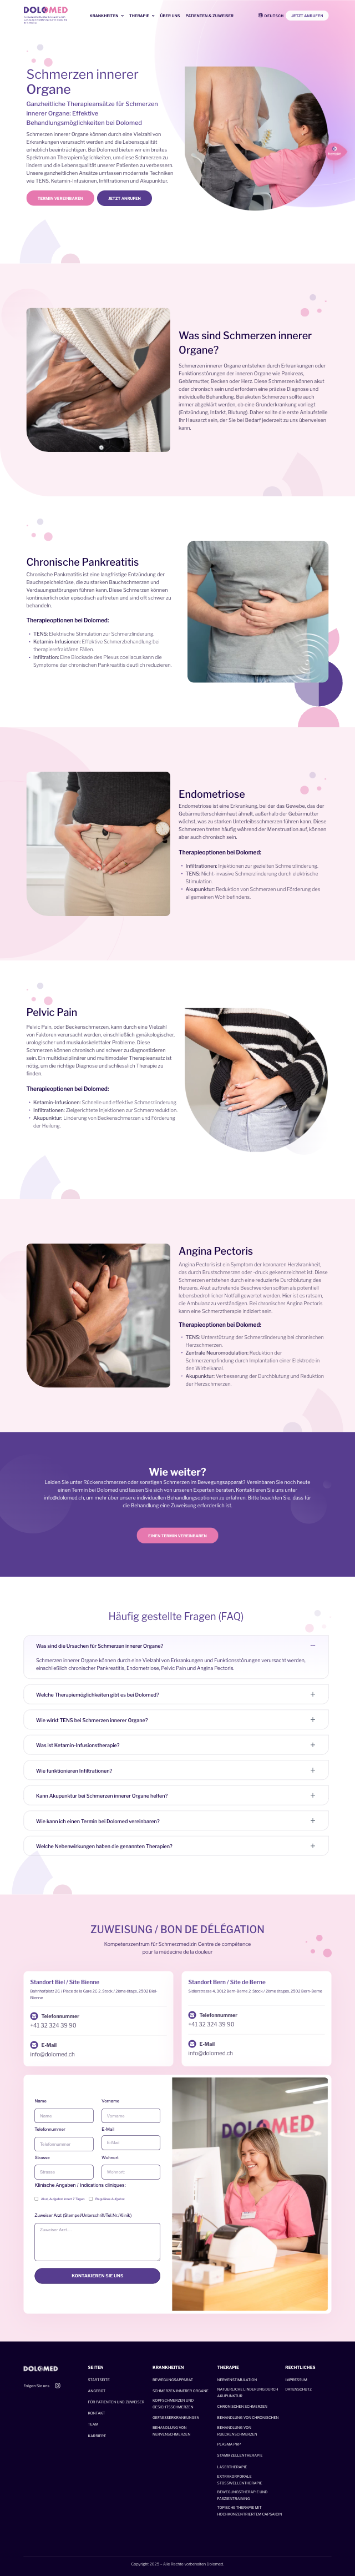 DOLOMED
KRANKHEITEN
THERAPIE
ÜBER UNS
PATIENTEN & ZUWEISER
DEUTSCH
JETZT ANRUFEN
Schmerzen innerer
Organe
Ganzheitliche Therapieansätze für Schmerzen
innerer Organe: Effektive
Behandlungsmöglichkeiten bei Dolomed
Schmerzen innerer Organe können durch eine Vielzahl von
Erkrankungen verursacht werden und die Lebensqualität
erheblich beeinträchtigen. Bei Dolomed bieten wir ein breites
Spektrum an Therapiemöglichkeiten, um diese Schmerzen zu
lindern und die Lebensqualität unserer Patienten zu verbessern.
Unsere Ansätze umfassen modernste und erprobte Techniken
wie TENS, Ketamin-Infusionen, Infiltrationen und Akupunktur.
TERMIN VEREINBAREN
JETZT ANRUFEN
Was sind Schmerzen innerer
Organe?
Schmerzen innerer Organe entstehen durch Erkrankungen oder
Funktionsstörungen der inneren Organe wie Pankreas,
Gebärmutter, Becken oder Herz. Diese Schmerzen können akut
oder chronisch sein und erfordern eine präzise Diagnose und
individuelle Behandlung. Bei akuten Schmerzen sollte auch
immer abgeklärt werden, ob eine Grunderkrankung vorliegt
(Entzündung, Infarkt, Blutung). Daher sollte die erste Anlaufstelle
Ihr Hausarzt sein, der Sie bei Bedarf jederzeit zu uns überweisen
kann.
Chronische Pankreatitis
Chronische Pankreatitis ist eine langfristige Entzündung der
Bauchspeicheldrüse, die zu starken Bauchschmerzen und
Verdauungsstörungen führen kann. Diese Schmerzen können
kontinuierlich oder episodisch auftreten und sind oft schwer zu
behandeln.
Therapieoptionen bei Dolomed:
• TENS: Elektrische Stimulation zur Schmerzlinderung.
• Ketamin-Infusionen: Effektive Schmerzbehandlung bei
therapierefraktären Fällen.
• Infiltration: Eine Blockade des Plexus coeliacus kann die
Symptome der chronischen Pankreatitis deutlich reduzieren.
Endometriose
Endometriose ist eine Erkrankung, bei der das Gewebe, das der
Gebärmutterschleimhaut ähnelt, außerhalb der Gebärmutter
wächst, was zu starken Unterleibsschmerzen führen kann. Diese
Schmerzen treten häufig während der Menstruation auf, können
aber auch chronisch sein.
Therapieoptionen bei Dolomed:
• Infiltrationen: Injektionen zur gezielten Schmerzlinderung.
• TENS: Nicht-invasive Schmerzlinderung durch elektrische
Stimulation.
• Akupunktur: Reduktion von Schmerzen und Förderung des
allgemeinen Wohlbefindens.
Pelvic Pain
Pelvic Pain, oder Beckenschmerzen, kann durch eine Vielzahl
von Faktoren verursacht werden, einschließlich gynäkologischer,
urologischer und muskuloskelettaler Probleme. Diese
Schmerzen können chronisch und schwer zu diagnostizieren
sein. Ein multidisziplinärer und multimodaler Therapieansatz ist
nötig, um die richtige Diagnose und schliesslich Therapie zu
finden.
Therapieoptionen bei Dolomed:
• Ketamin-Infusionen: Schnelle und effektive Schmerzlinderung.
• Infiltrationen: Zielgerichtete Injektionen zur Schmerzreduktion.
• Akupunktur: Linderung von Beckenschmerzen und Förderung
der Heilung.
Angina Pectoris
Angina Pectoris ist ein Symptom der koronaren Herzkrankheit,
das durch Brustschmerzen oder -druck gekennzeichnet ist. Diese
Schmerzen entstehen durch eine reduzierte Durchblutung des
Herzens. Akut auftretende Beschwerden sollten als potentiell
lebensbedrohlicher Notfall gewertet werden. Hier ist es ratsam,
die Ambulanz zu verständigen. Bei chronischer Angina Pectoris
kann eine Schmerztherapie indiziert sein:
Therapieoptionen bei Dolomed:
• TENS: Unterstützung der Schmerzlinderung bei chronischen
Herzschmerzen.
• Zentrale Neuromodulation: Reduktion der
Schmerzempfindung durch Implantation einer Elektrode in
den Wirbelkanal.
• Akupunktur: Verbesserung der Durchblutung und Reduktion
der Herzschmerzen.
Wie weiter?
Leiden Sie unter Rückenschmerzen oder sonstigen Schmerzen im Bewegungsapparat? Vereinbaren Sie noch heute
einen Termin bei Dolomed und lassen Sie sich von unseren Experten beraten. Kontaktieren Sie uns unter
info@dolomed.ch, um mehr über unsere individuellen Behandlungsoptionen zu erfahren. Bitte beachten Sie, dass für
die Behandlung eine Zuweisung erforderlich ist.
EINEN TERMIN VEREINBAREN
Häufig gestellte Fragen (FAQ)
Was sind die Ursachen für Schmerzen innerer Organe?
Schmerzen innerer Organe können durch eine Vielzahl von Erkrankungen und Funktionsstörungen verursacht werden,
einschließlich chronischer Pankreatitis, Endometriose, Pelvic Pain und Angina Pectoris.
Welche Therapiemöglichkeiten gibt es bei Dolomed?
Wie wirkt TENS bei Schmerzen innerer Organe?
Was ist Ketamin-Infusionstherapie?
Wie funktionieren Infiltrationen?
Kann Akupunktur bei Schmerzen innerer Organe helfen?
Wie kann ich einen Termin bei Dolomed vereinbaren?
Welche Nebenwirkungen haben die genannten Therapien?
ZUWEISUNG / BON DE DÉLÉGATION
Kompetenzzentrum für Schmerzmedizin Centre de compétence
pour la médecine de la douleur
Standort Biel / Site Bienne
Bahnhofplatz 2C / Place de la Gare 2C 2. Stock / 2ème étage, 2502 Biel-
Bienne
Telefonnummer
+41 32 324 39 90
E-Mail
info@dolomed.ch
Standort Bern / Site de Berne
Telefonnummer
+41 32 324 39 90
E-Mail
info@dolomed.ch
Name
Vorname
Name
Vorname
Telefonnummer
E-Mail
Telefonnummer
E-Mail
Strasse
Wohnort
Strasse
Wohnort
Klinische Angaben / Indications cliniques:
Zuweiser Arzt (Stempel/Unterschrift/Tel.Nr./Klinik)
Zuweiser Arzt ...
KONTAKIEREN SIE UNS
DOLOMED
DOLOMED
Folgen Sie uns
SEITEN
STARTSEITE
ANGEBOT
FÜR PATIENTEN UND ZUWEISER
KONTAKT
TEAM
KARRIERE
KRANKHEITEN
BEWEGUNGSAPPARAT
SCHMERZEN INNERER ORGANE
KOPFSCHMERZEN UND
GESICHTSSCHMERZEN
GEFÄSSERKRANKUNGEN
BEHANDLUNG VON
NERVENSCHMERZEN
THERAPIE
NERVENSTIMULATION
NATUERLICHE LINDERUNG DURCH
AKUPUNKTUR
CHRONISCHEN SCHMERZEN
BEHANDLUNG VON CHRONISCHEN
BEHANDLUNG VON
RUECKENSCHMERZEN
PLASMA PRP
STAMMZELLENTHERAPIE
LASERTHERAPIE
EXTRAKORPORALE
STOSSWELLENTHERAPIE
BEWEGUNGSTHERAPIE UND
FASZIENTRAINING
TOPISCHE THERAPIE MIT
HOCHKONZENTRIERTEM CAPSAICIN
RECHTLICHES
IMPRESSUM
DATENSCHUTZ
Copyright 2025 – Alle Rechte vorbehalten Dolomed.